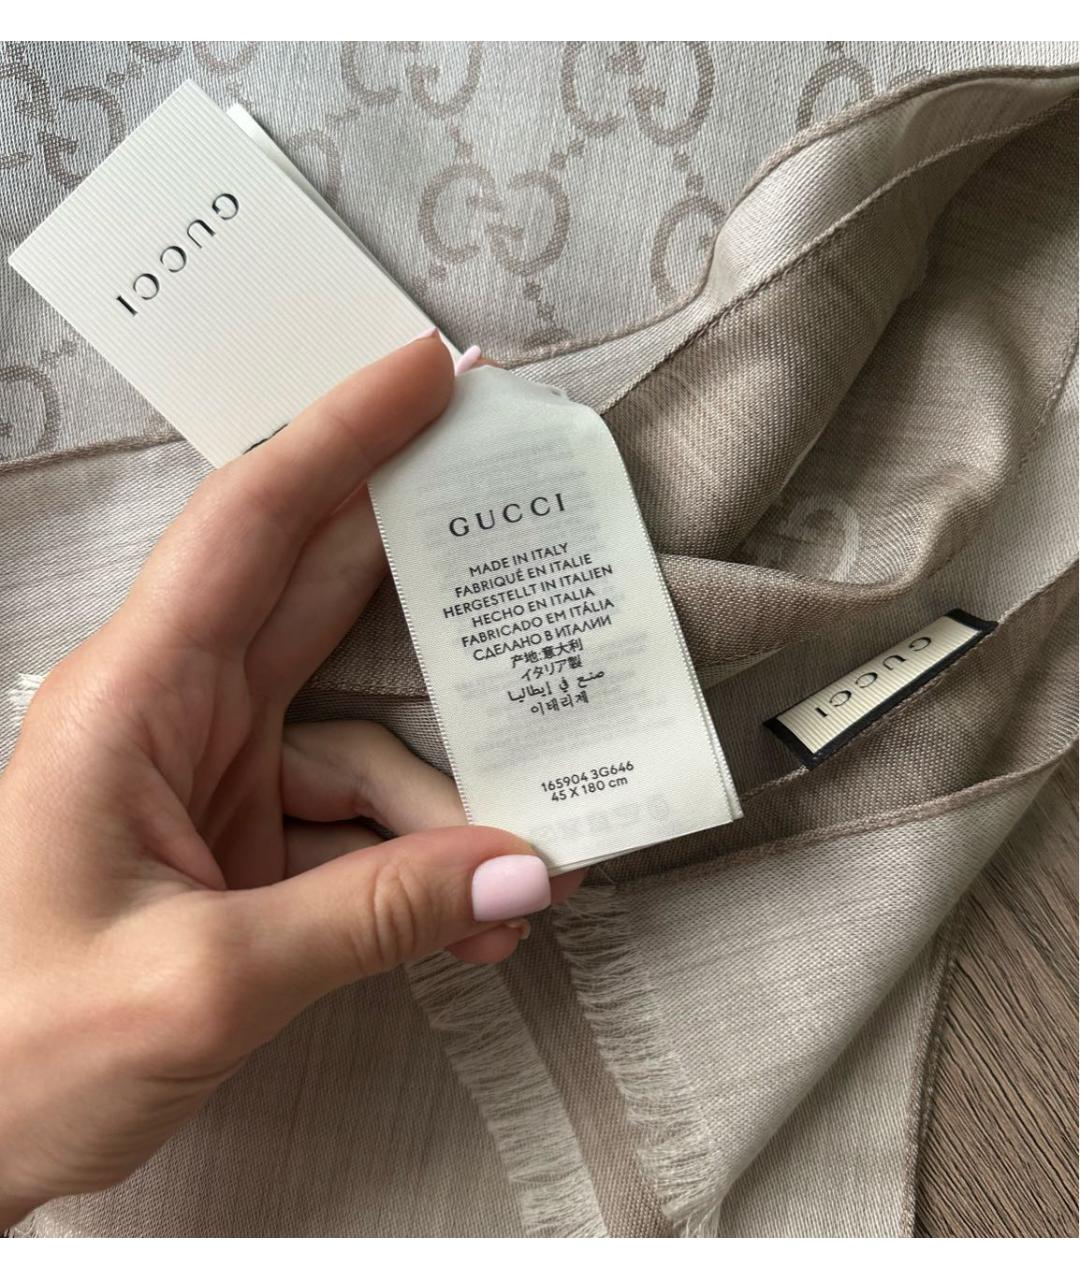 GUCCI
GUCCI
MADE IN ITALY
FABRIQUÉ EN ITALIE
HERGESTELLT IN ITALIEN
HECHO EN ITALIA
FABRICADO EM ITÁLIA
СДЕЛАНО В ИТАЛИИ
产地:意大利
イタリア製
صنع في إيطاليا
이태리제
165904 3G646
45 X 180 cm
GUCCI